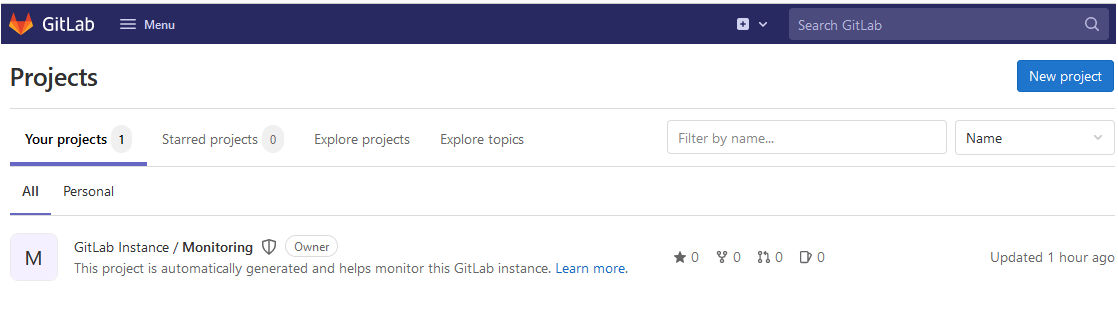 GitLab Menu Search GitLab
Projects New project
Your projects 1 Starred projects 0 Explore projects Explore topics Filter by name... Name
All Personal
M GitLab Instance / Monitoring Owner
This project is automatically generated and helps monitor this GitLab instance. Learn more.
0 0 0 0 Updated 1 hour ago